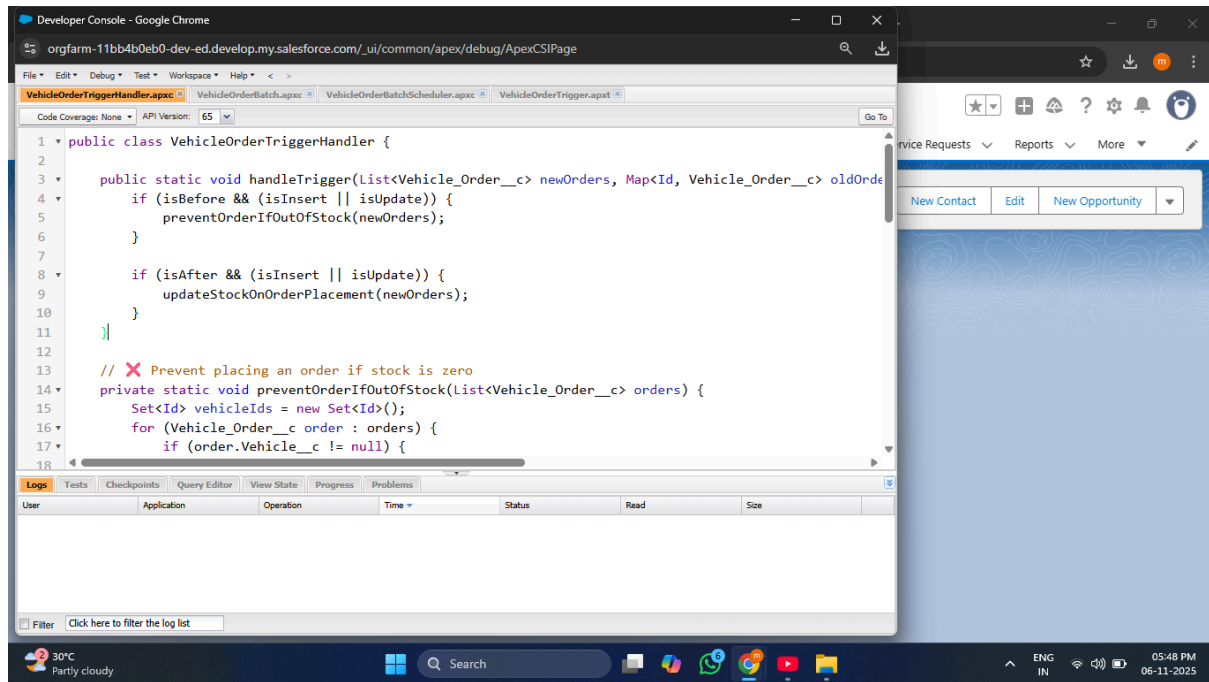 Developer Console - Google Chrome
orgfarm-11bb4b0eb0-dev-ed.develop.my.salesforce.com/_ui/common/apex/debug/ApexCSIPage
File Edit Debug Test Workspace Help < >
VehicleOrderTriggerHandler.apxc VehicleOrderBatch.apxc VehicleOrderBatchScheduler.apxc VehicleOrderTrigger.apxt
Code Coverage: None API Version: 65 Go To
1 public class VehicleOrderTriggerHandler {
2
3 public static void handleTrigger(List<Vehicle_Order__c> newOrders, Map<Id, Vehicle_Order__c> oldOrde
4 if (isBefore && (isInsert || isUpdate)) {
5 preventOrderIfOutOfStock(newOrders);
6 }
7
8 if (isAfter && (isInsert || isUpdate)) {
9 updateStockOnOrderPlacement(newOrders);
10 }
11 }
12
13 // ❌ Prevent placing an order if stock is zero
14 private static void preventOrderIfOutOfStock(List<Vehicle_Order__c> orders) {
15 Set<Id> vehicleIds = new Set<Id>();
16 for (Vehicle_Order__c order : orders) {
17 if (order.Vehicle__c != null) {
18
Logs Tests Checkpoints Query Editor View State Progress Problems
User Application Operation Time Status Read Size
Filter Click here to filter the log list
m
rvice Requests Reports More
New Contact Edit New Opportunity
2 30°C
Partly cloudy
Search
9
m
ENG
IN
05:48 PM
06-11-2025